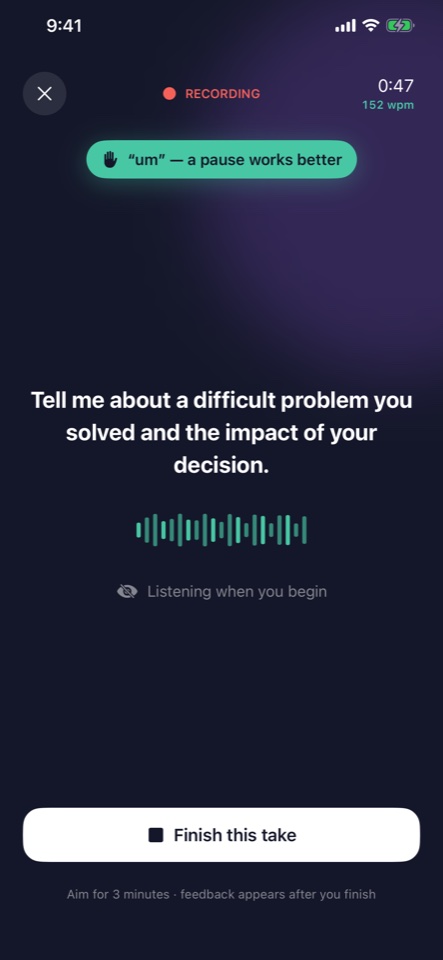 9:41
RECORDING
0:47
152 wpm
“um” — a pause works better
Tell me about a difficult problem you
solved and the impact of your
decision.
Listening when you begin
Finish this take
Aim for 3 minutes · feedback appears after you finish